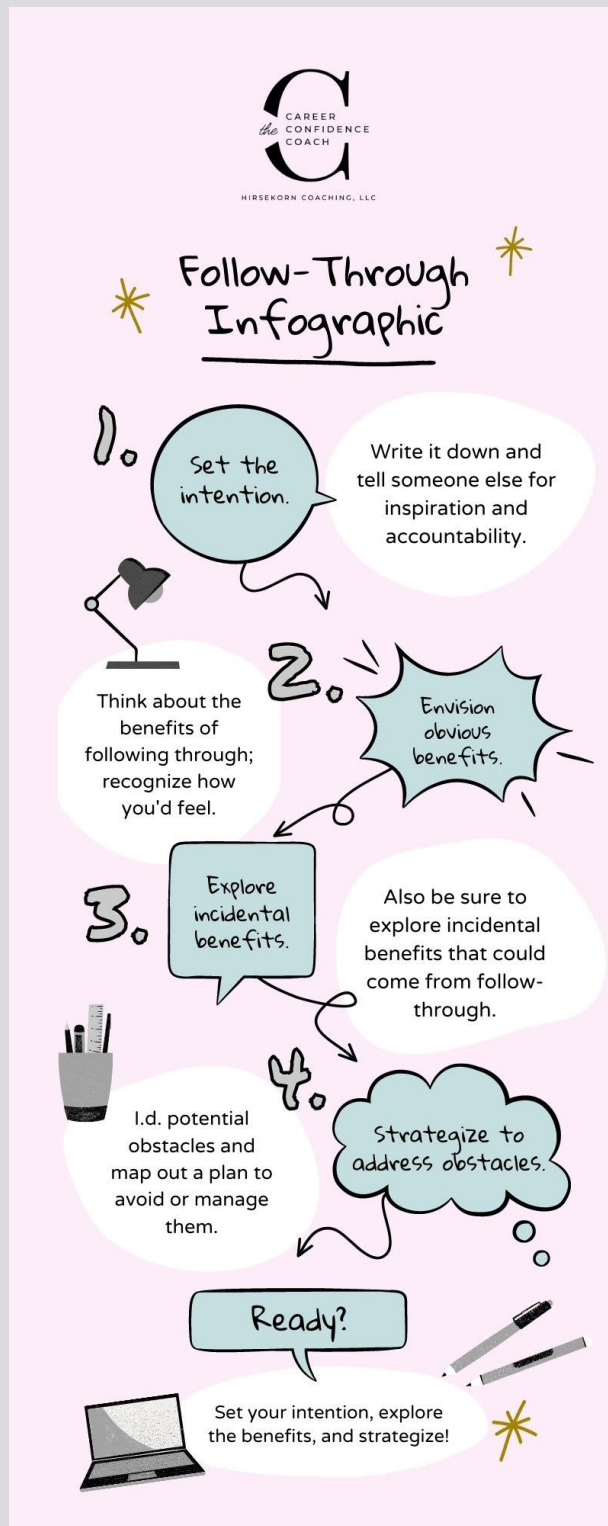 the
CAREER
CONFIDENCE
COACH
HIRSEKORN COACHING, LLC
Follow-Through
Infographic
1.
Set the
intention.
Write it down and
tell someone else for
inspiration and
accountability.
2.
Envision
obvious
benefits.
Think about the
benefits of
following through;
recognize how
you'd feel.
3.
Explore
incidental
benefits.
Also be sure to
explore incidental
benefits that could
come from follow-
through.
4.
Strategize to
address obstacles.
I.d. potential
obstacles and
map out a plan to
avoid or manage
them.
Ready?
Set your intention, explore
the benefits, and strategize!